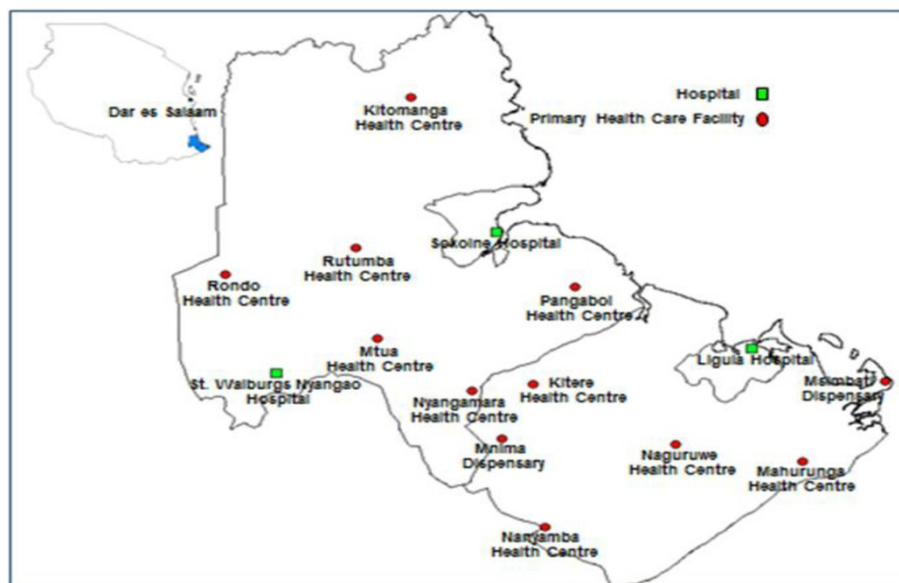 Dar es Salaam
Kitomanga
Health Centre
Hospital
Primary Health Care Facility
Sokoine Hospital
Rutumba
Health Centre
Rondo
Health Centre
Pangaboi
Health Centre
Mtua
Health Centre
Ligula Hospital
St. Walburgs Nyangao
Hospital
Kitere
Health Centre
Msimbati
Dispensary
Nyangamara
Health Centre
Mnima
Dispensary
Naguruwe
Health Centre
Mahurunga
Health Centre
Nanyamba
Health Centre